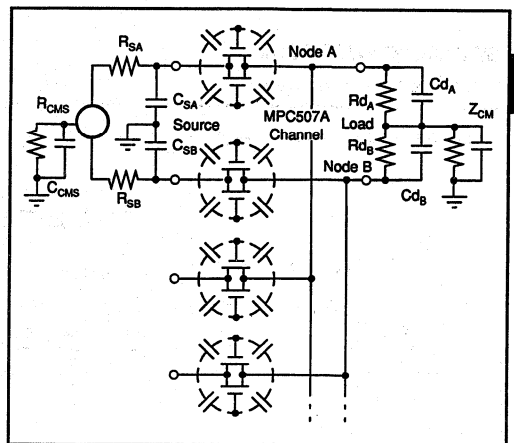 R_SA
Node A
C_SA
R_CMS
Source
MPC507A
Channel
Rd_A
Cd_A
Load
Z_CM
C_SB
Rd_B
Node B
C_CMS
R_SB
Cd_B